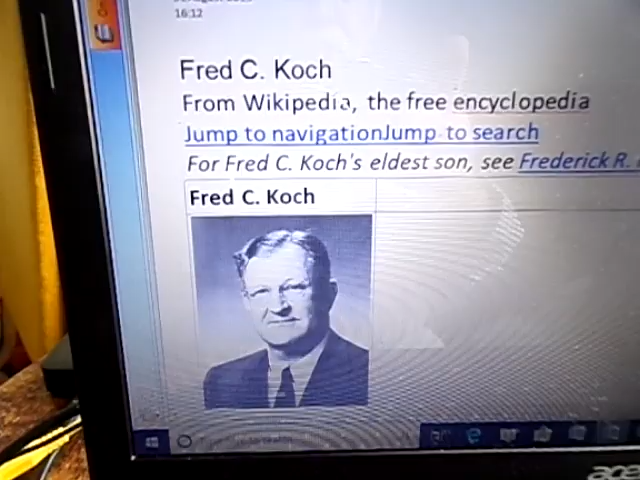 16:12
Fred C. Koch
From Wikipedia, the free encyclopedia
Jump to navigationJump to search
For Fred C. Koch's eldest son, see Frederick R.
Fred C. Koch
acer